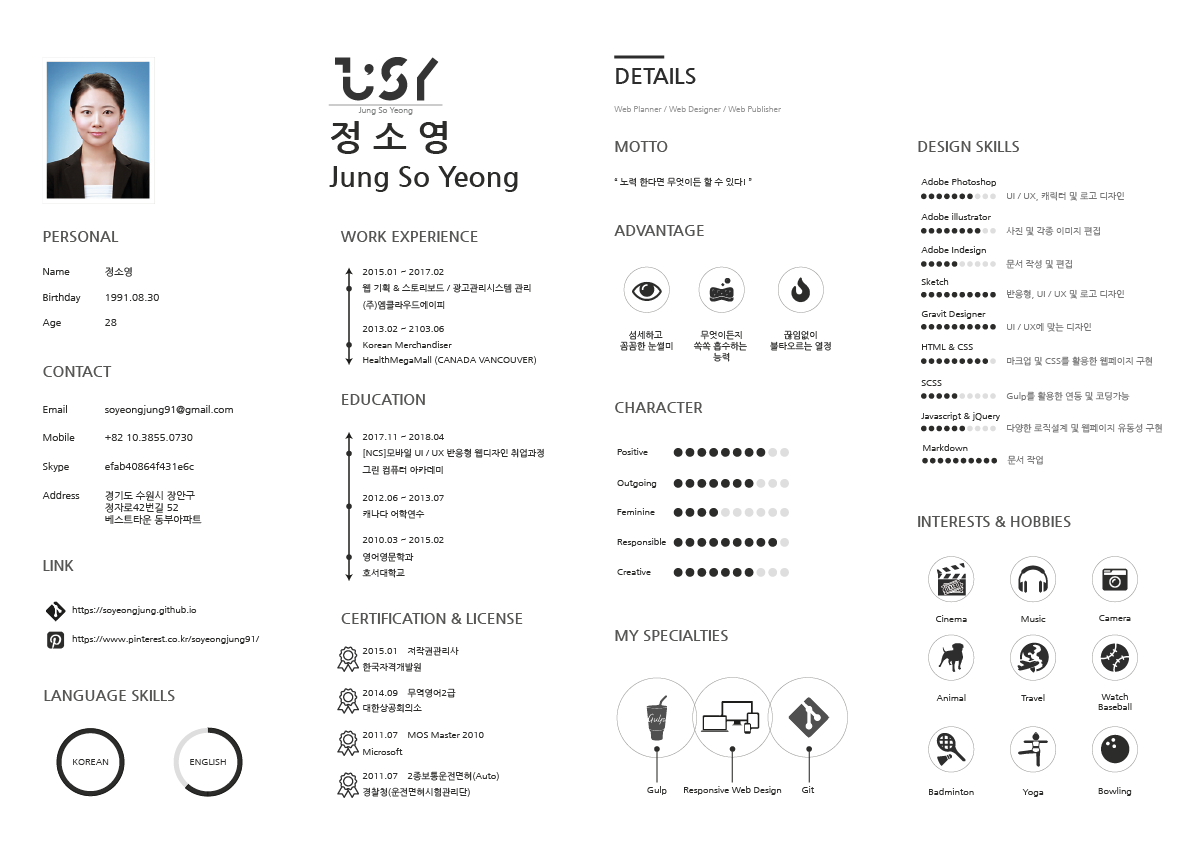 JSY
Jung So Yeong
정 소 영
Jung So Yeong
PERSONAL
Name 정소영
Birthday 1991.08.30
Age 28
CONTACT
Email soyeongjung91@gmail.com
Mobile +82 10.3855.0730
Skype efab40864f431e6c
Address 경기도 수원시 장안구
정자로42번길 52
베스트타운 동부아파트
LINK
https://soyeongjung.github.io
https://www.pinterest.co.kr/soyeongjung91/
LANGUAGE SKILLS
KOREAN
ENGLISH
WORK EXPERIENCE
2015.01 ~ 2017.02
웹 기획 & 스토리보드 / 광고관리시스템 관리
(주)엠클라우드에이피
2013.02 ~ 2103.06
Korean Merchandiser
HealthMegaMall (CANADA VANCOUVER)
EDUCATION
2017.11 ~ 2018.04
[NCS]모바일 UI / UX 반응형 웹디자인 취업과정
그린 컴퓨터 아카데미
2012.06 ~ 2013.07
캐나다 어학연수
2010.03 ~ 2015.02
영어영문학과
호서대학교
CERTIFICATION & LICENSE
2015.01 저작권관리사
한국자격개발원
2014.09 무역영어2급
대한상공회의소
2011.07 MOS Master 2010
Microsoft
2011.07 2종보통운전면허(Auto)
경찰청(운전면허시험관리단)
DETAILS
Web Planner / Web Designer / Web Publisher
MOTTO
“ 노력 한다면 무엇이든 할 수 있다! ”
ADVANTAGE
섬세하고
꼼꼼한 눈썰미
무엇이든지
쏙쏙 흡수하는
능력
끊임없이
불타오르는 열정
CHARACTER
Positive
Outgoing
Feminine
Responsible
Creative
MY SPECIALTIES
Gulp
Gulp
Responsive Web Design
Git
DESIGN SKILLS
Adobe Photoshop
UI / UX, 캐릭터 및 로고 디자인
Adobe illustrator
사진 및 각종 이미지 편집
Adobe Indesign
문서 작성 및 편집
Sketch
반응형, UI / UX 및 로고 디자인
Gravit Designer
UI / UX에 맞는 디자인
HTML & CSS
마크업 및 CSS를 활용한 웹페이지 구현
SCSS
Gulp를 활용한 연동 및 코딩가능
Javascript & jQyery
다양한 로직설계 및 웹페이지 유동성 구현
Markdown
문서 작업
INTERESTS & HOBBIES
Cinema
Music
Camera
Animal
Travel
Watch
Baseball
Badminton
Yoga
Bowling